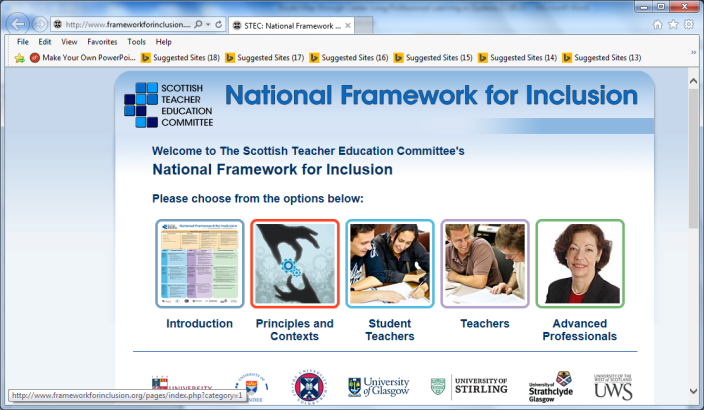 http://www.frameworkforinclusion....
STEC: National Framework ...
File Edit View Favorites Tools Help
Make Your Own PowerPoi... Suggested Sites (18) Suggested Sites (17) Suggested Sites (16) Suggested Sites (15) Suggested Sites (14) Suggested Sites (13)
SCOTTISH
TEACHER
EDUCATION
COMMITTEE
National Framework for Inclusion
Welcome to The Scottish Teacher Education Committee's
National Framework for Inclusion
Please choose from the options below:
National Framework for Inclusion
Introduction
Principles and
Contexts
Student
Teachers
Teachers
Advanced
Professionals
University
of Glasgow
UNIVERSITY OF
STIRLING
University of
Strathclyde
Glasgow
UNIVERSITY OF THE
WEST OF SCOTLAND
UWS
http://www.frameworkforinclusion.org/pages/index.php?category=1